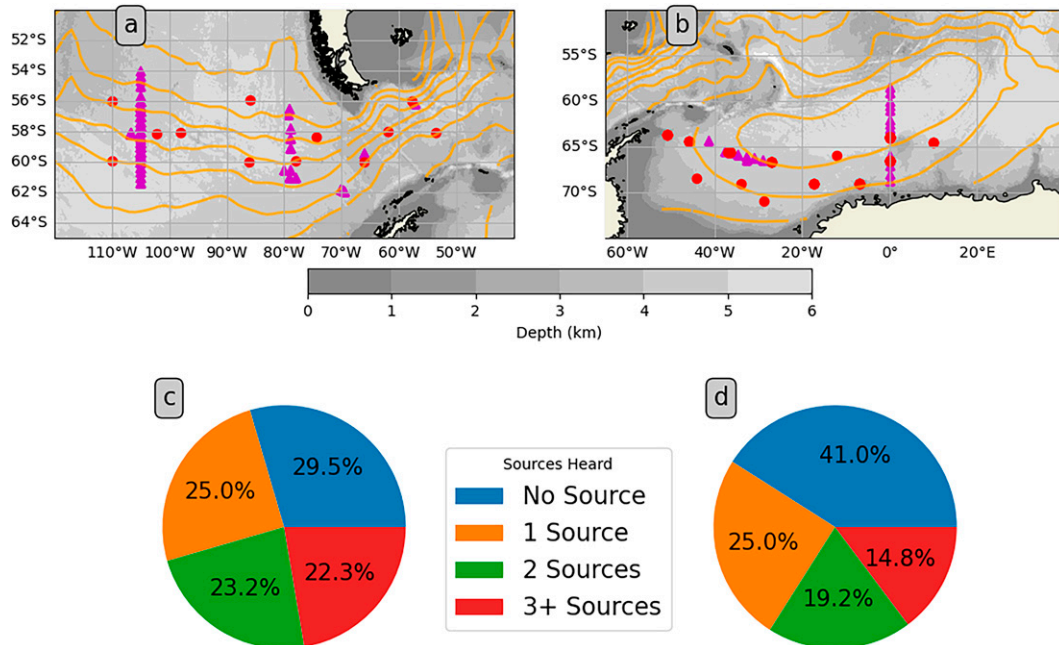 a
b
52°S
54°S
56°S
58°S
60°S
62°S
64°S
110°W 100°W 90°W 80°W 70°W 60°W 50°W
55°S
60°S
65°S
70°S
60°W 40°W 20°W 0° 20°E
0 1 2 3 4 5 6
Depth (km)
c
29.5%
25.0%
23.2%
22.3%
Sources Heard
No Source
1 Source
2 Sources
3+ Sources
d
41.0%
25.0%
19.2%
14.8%